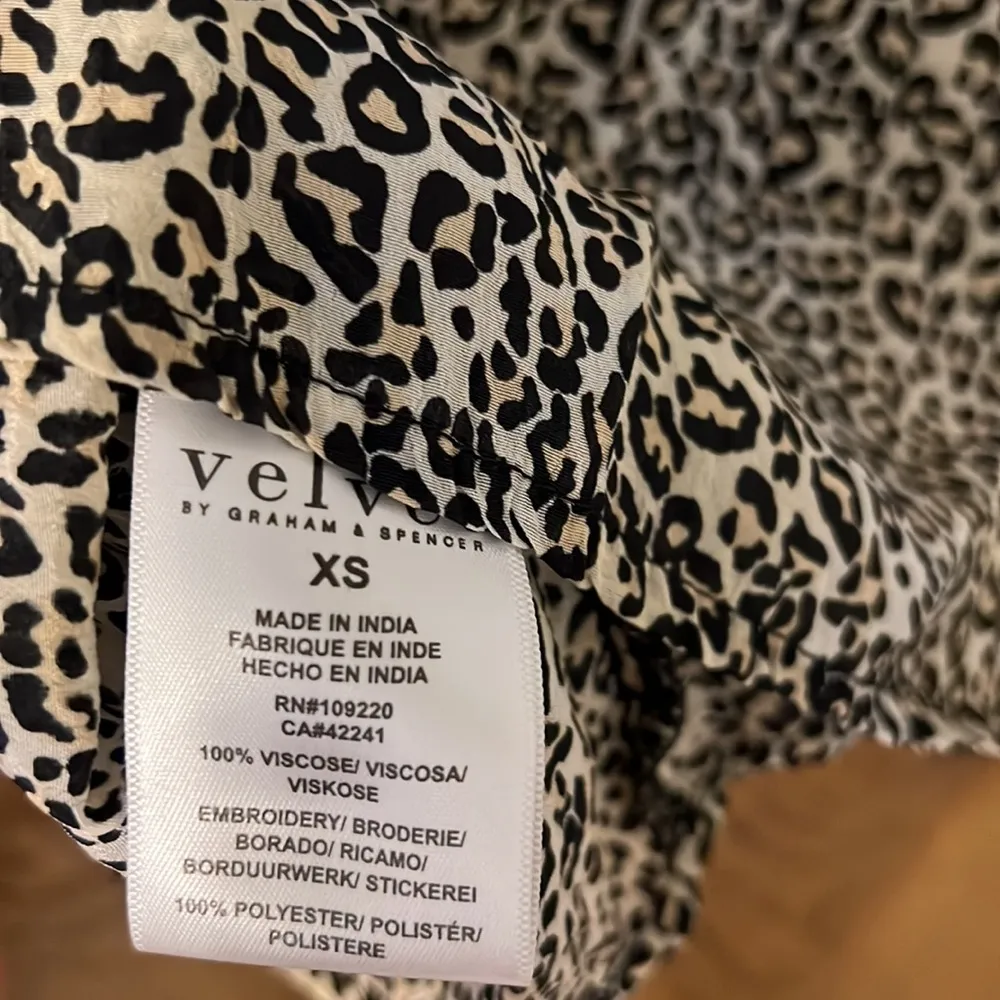 velv
BY GRAHAM & SPENCER
XS
MADE IN INDIA
FABRIQUE EN INDE
HECHO EN INDIA
RN#109220
CA#42241
100% VISCOSE/ VISCOSA/
VISKOSE
EMBROIDERY/ BRODERIE/
BORADO/ RICAMO/
BORDUURWERK/ STICKEREI
100% POLYESTER/ POLISTÉR/
POLISTERE